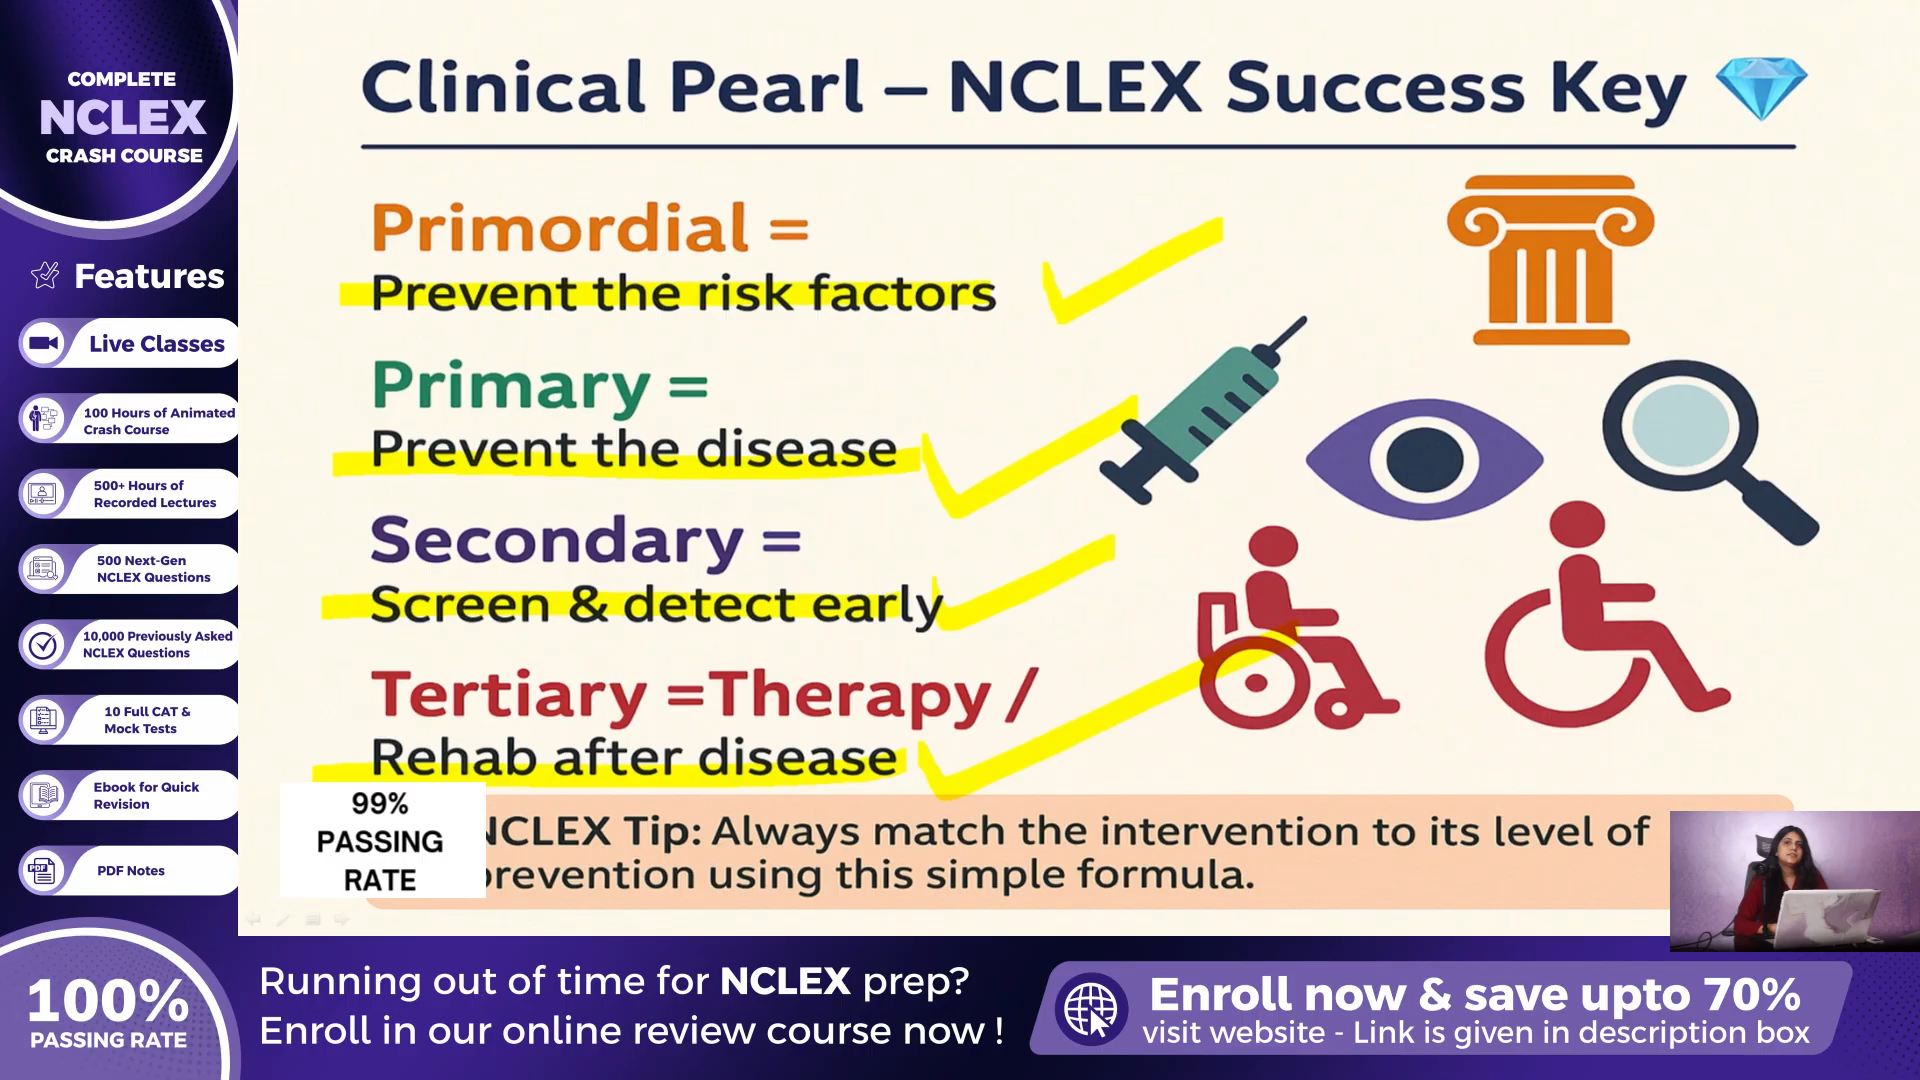 COMPLETE
NCLEX
CRASH COURSE
Features
Live Classes
100 Hours of Animated
Crash Course
500+ Hours of
Recorded Lectures
500 Next-Gen
NCLEX Questions
10,000 Previously Asked
NCLEX Questions
10 Full CAT &
Mock Tests
Ebook for Quick
Revision
PDF
PDF Notes
100%
PASSING RATE
Clinical Pearl – NCLEX Success Key
Primordial =
Prevent the risk factors
Primary =
Prevent the disease
Secondary =
Screen & detect early
Tertiary =Therapy /
Rehab after disease
99%
PASSING
RATE
NCLEX Tip: Always match the intervention to its level of
prevention using this simple formula.
Running out of time for NCLEX prep?
Enroll in our online review course now !
Enroll now & save upto 70%
visit website - Link is given in description box